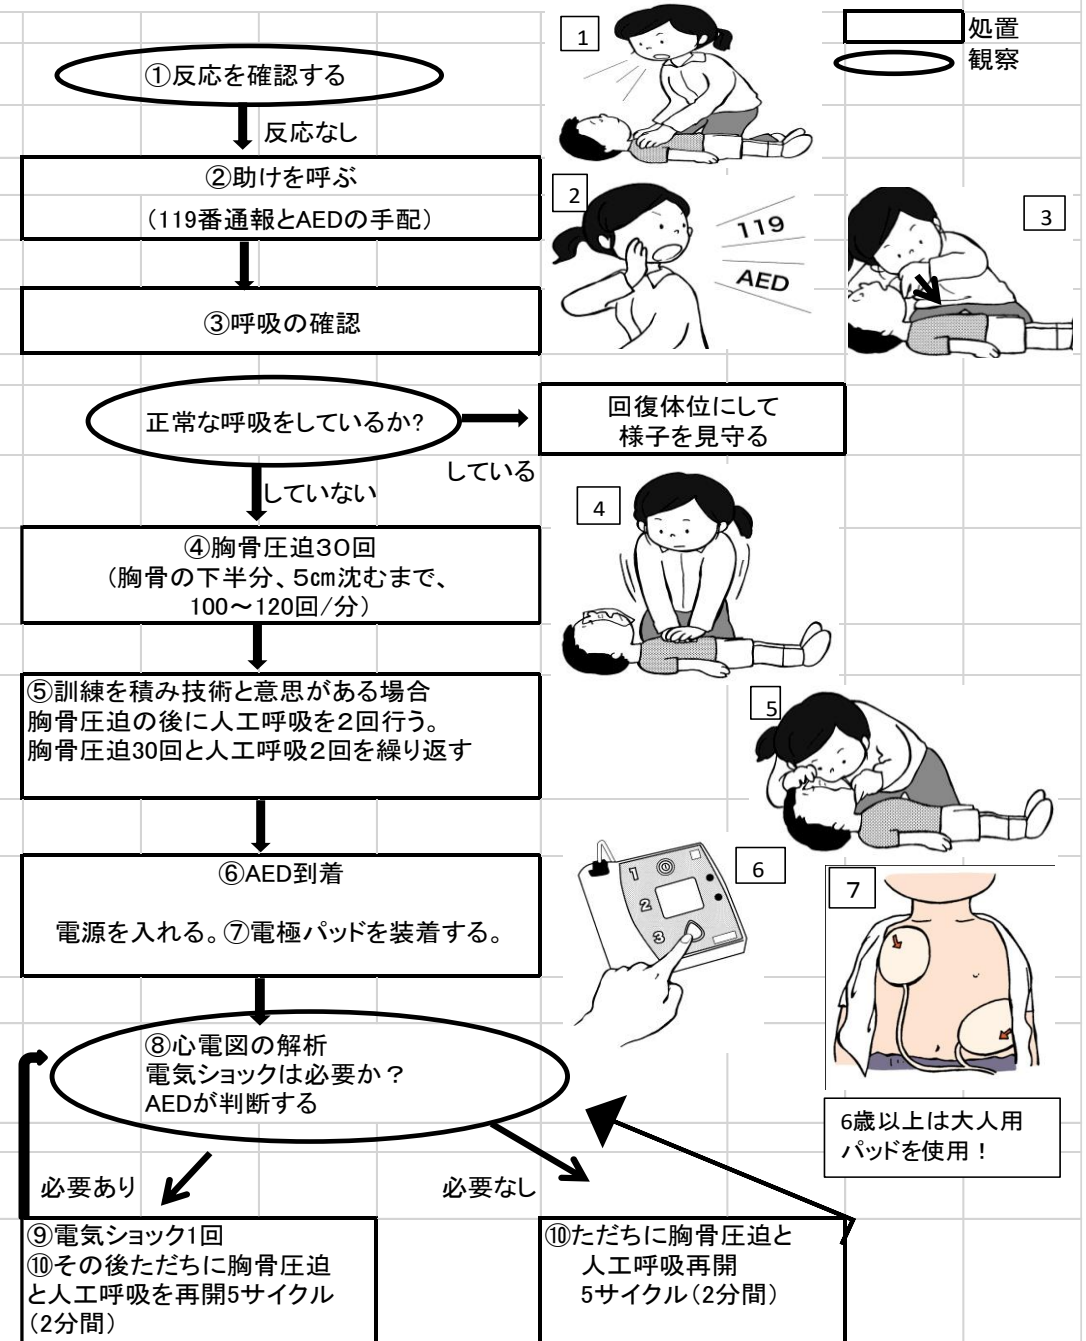 処置
観察
1
①反応を確認する
反応なし
②助けを呼ぶ
（119番通報とAEDの手配）
2
119
AED
3
③呼吸の確認
正常な呼吸をしているか?
回復体位にして
様子を見守る
している
していない
4
④胸骨圧迫３０回
（胸骨の下半分、５㎝沈むまで、
100～120回/分）
⑤訓練を積み技術と意思がある場合
胸骨圧迫の後に人工呼吸を２回行う。
胸骨圧迫30回と人工呼吸２回を繰り返す
5
⑥AED到着
電源を入れる。⑦電極パッドを装着する。
6
1
2
3
7
6歳以上は大人用
パッドを使用！
⑧心電図の解析
電気ショックは必要か？
AEDが判断する
必要あり
必要なし
⑨電気ショック1回
⑩その後ただちに胸骨圧迫
と人工呼吸を再開5サイクル
（2分間）
⑩ただちに胸骨圧迫と
人工呼吸再開
5サイクル（2分間）